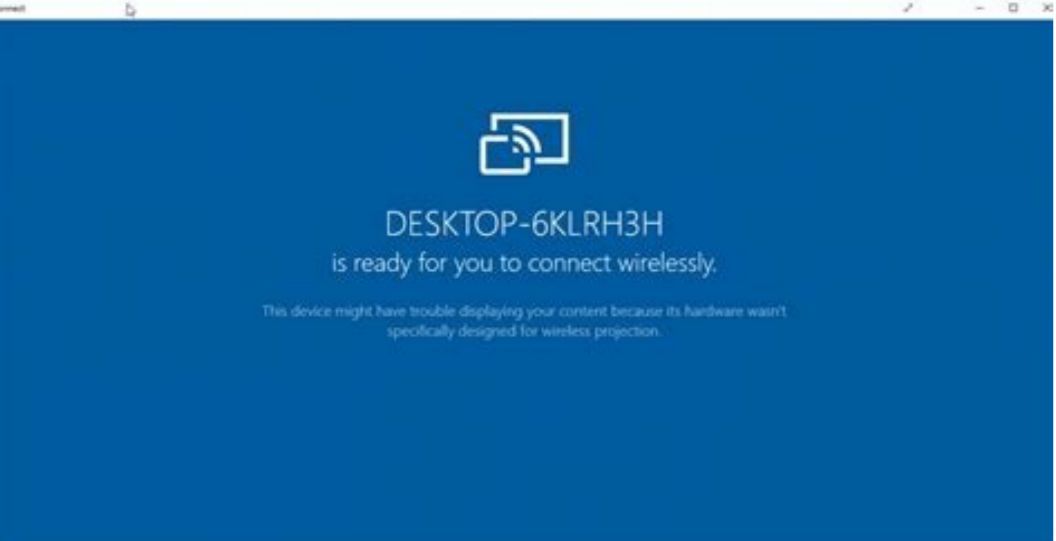 DESKTOP-6KLRH3H
is ready for you to connect wirelessly.
This device might have trouble displaying your content because its hardware wasn't
specifically designed for wireless projection.